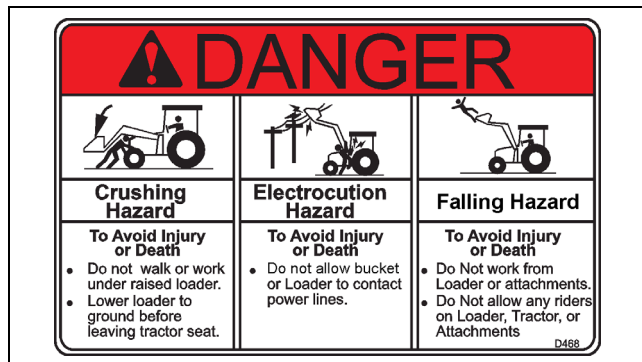 DANGER
Crushing
Hazard
To Avoid Injury
or Death
• Do not walk or work
under raised loader.
• Lower loader to
ground before
leaving tractor seat.
Electrocution
Hazard
To Avoid Injury
or Death
• Do not allow bucket
or Loader to contact
power lines.
Falling Hazard
To Avoid Injury
or Death
• Do Not work from
Loader or attachments.
• Do Not allow any riders
on Loader, Tractor, or
Attachments
D468